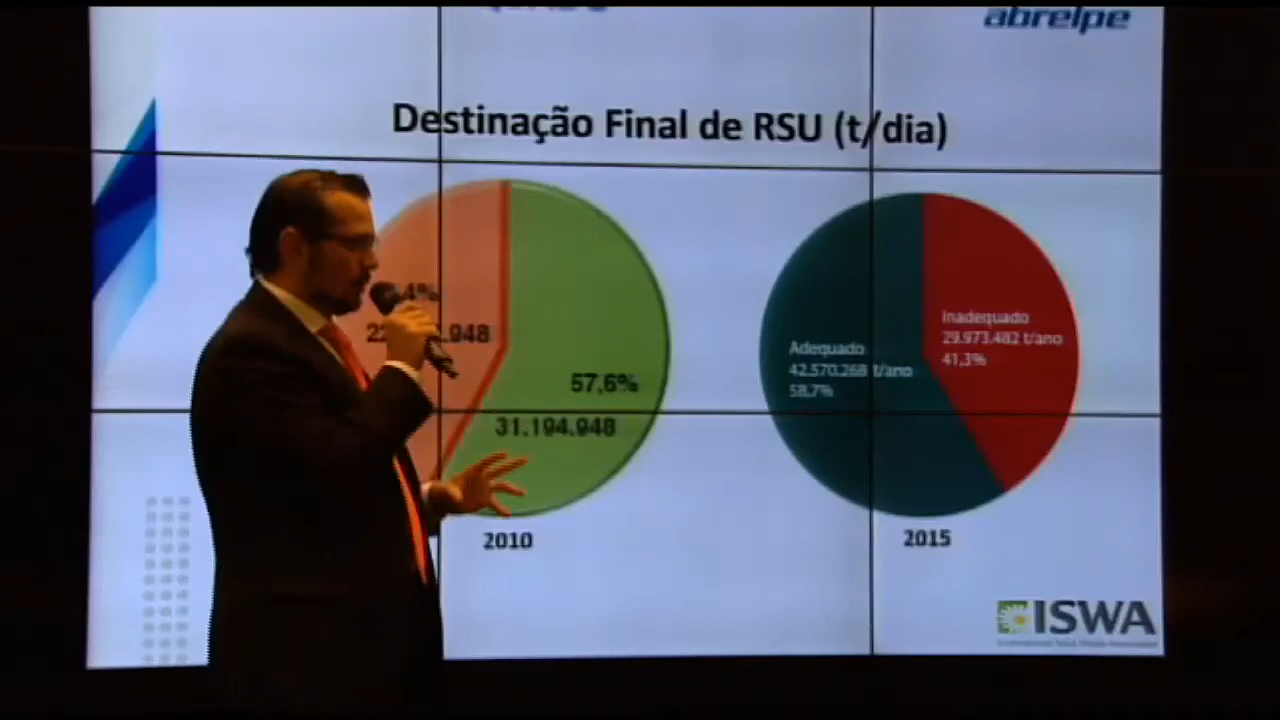 abrelpe
Destinação Final de RSU (t/dia)
57,6%
31.194.948
2010
Adequado
42.570.268 t/ano
58,7%
Inadequado
29.973.482 t/ano
41,3%
2015
ISWA